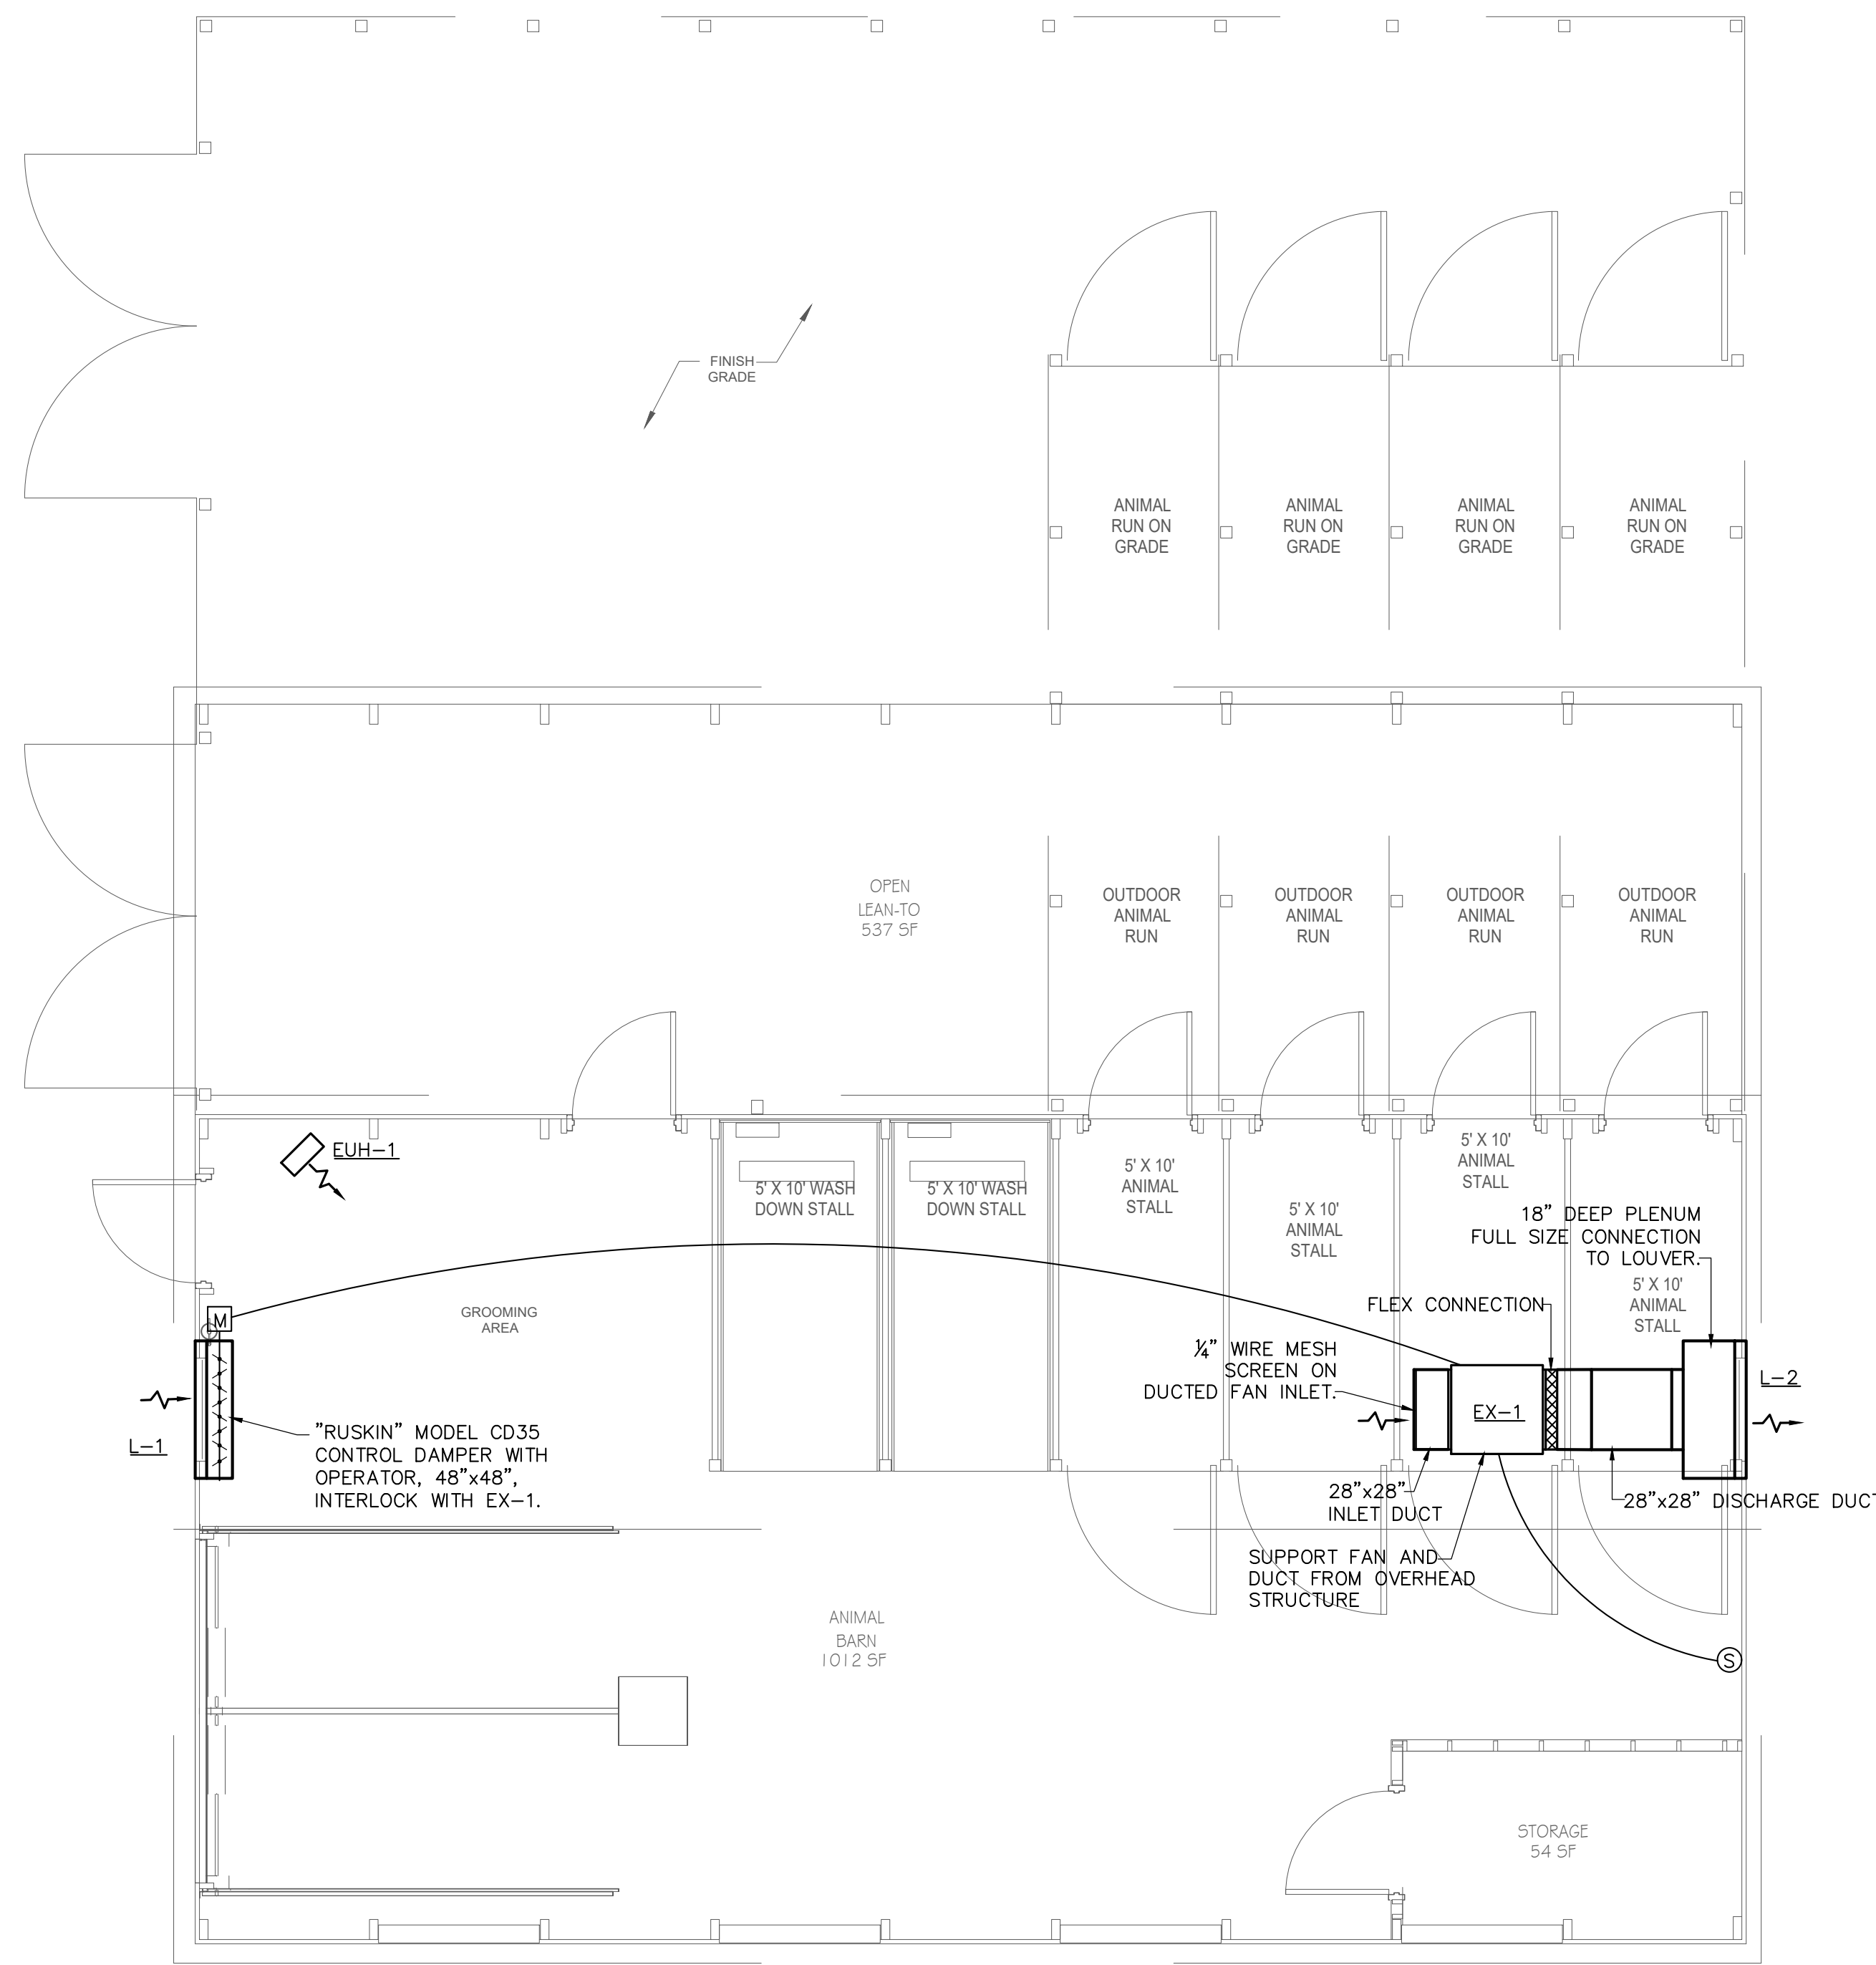 FINISH
GRADE
ANIMAL
RUN ON
GRADE
ANIMAL
RUN ON
GRADE
ANIMAL
RUN ON
GRADE
ANIMAL
RUN ON
GRADE
OPEN
LEAN-TO
537 SF
OUTDOOR
ANIMAL
RUN
OUTDOOR
ANIMAL
RUN
OUTDOOR
ANIMAL
RUN
OUTDOOR
ANIMAL
RUN
EUH-1
5' X 10' WASH
DOWN STALL
5' X 10' WASH
DOWN STALL
5' X 10'
ANIMAL
STALL
5' X 10'
ANIMAL
STALL
5' X 10'
ANIMAL
STALL
18" DEEP PLENUM
FULL SIZE CONNECTION
TO LOUVER.
5' X 10'
ANIMAL
STALL
GROOMING
AREA
M
FLEX CONNECTION
¼" WIRE MESH
SCREEN ON
DUCTED FAN INLET.
EX-1
L-2
L-1
"RUSKIN" MODEL CD35
CONTROL DAMPER WITH
OPERATOR, 48"x48",
INTERLOCK WITH EX-1.
28"x28"
INLET DUCT
28"x28" DISCHARGE DUCT
SUPPORT FAN AND
DUCT FROM OVERHEAD
STRUCTURE
ANIMAL
BARN
1012 SF
S
STORAGE
54 SF